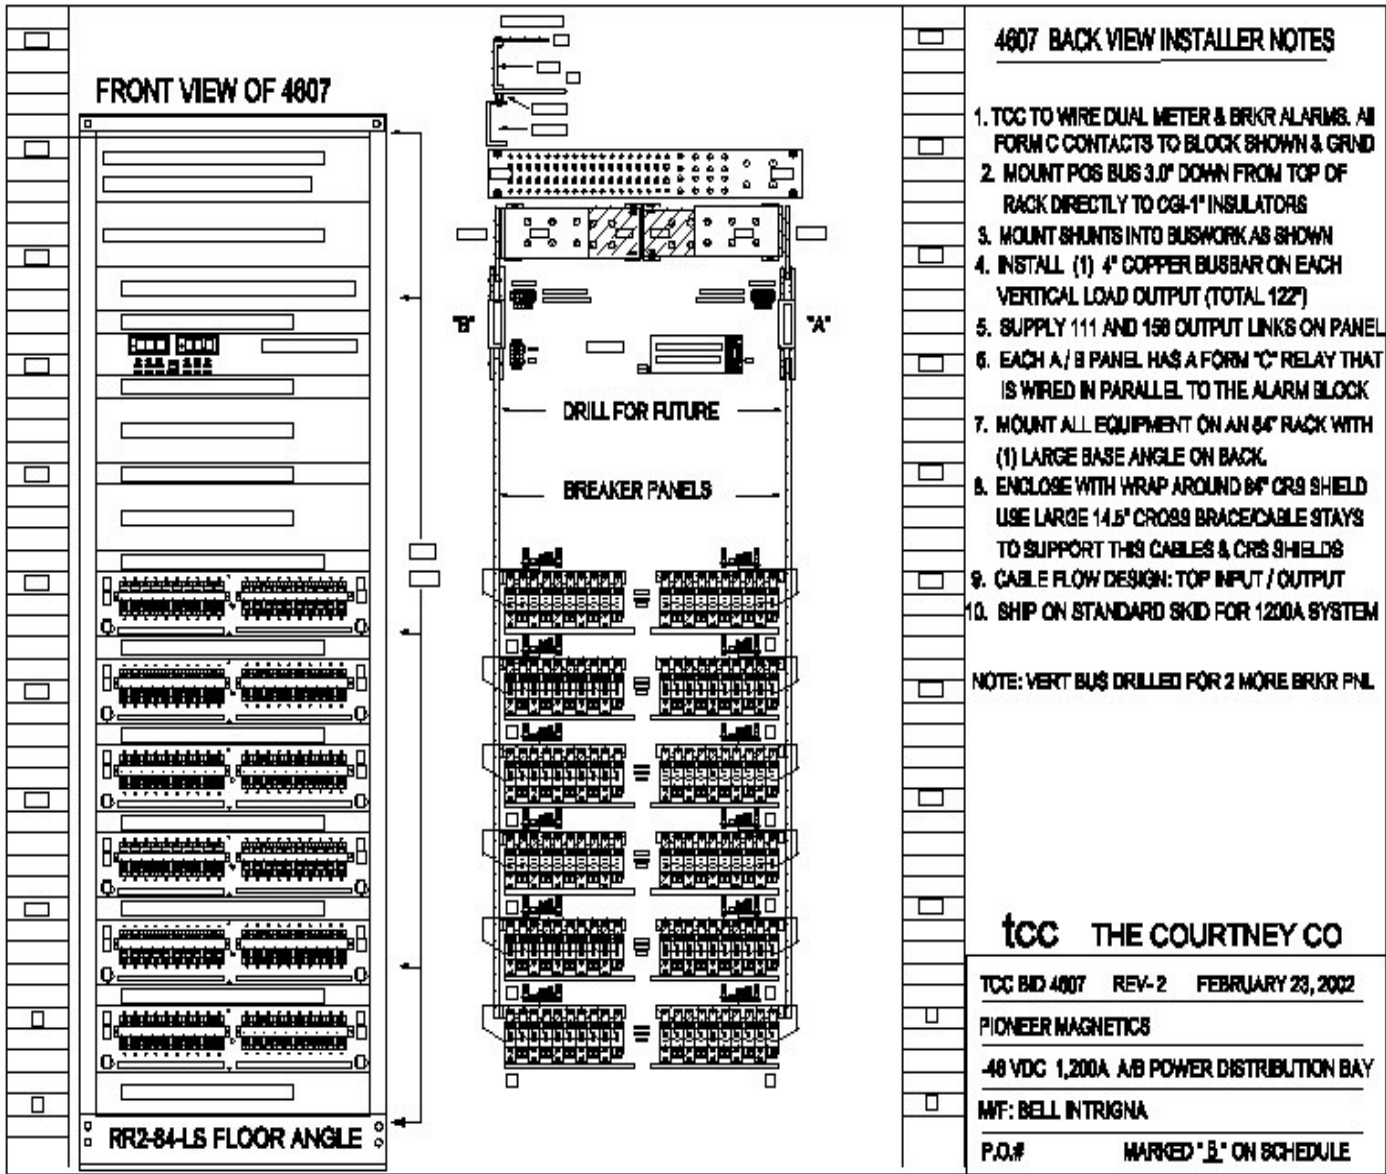 FRONT VIEW OF 4607
"B"
"A"
DRILL FOR FUTURE
BREAKER PANELS
RR2-84-LS FLOOR ANGLE
4607 BACK VIEW INSTALLER NOTES
1. TCC TO WIRE DUAL METER & BRKR ALARMS. All
FORM C CONTACTS TO BLOCK SHOWN & GRND
2. MOUNT POS BUS 3.0" DOWN FROM TOP OF
RACK DIRECTLY TO CGI-1" INSULATORS
3. MOUNT SHUNTS INTO BUSWORK AS SHOWN
4. INSTALL (1) 4" COPPER BUSBAR ON EACH
VERTICAL LOAD OUTPUT (TOTAL 122")
5. SUPPLY 111 AND 156 OUTPUT LINKS ON PANEL
6. EACH A / B PANEL HAS A FORM "C" RELAY THAT
IS WIRED IN PARALLEL TO THE ALARM BLOCK
7. MOUNT ALL EQUIPMENT ON AN 84" RACK WITH
(1) LARGE BASE ANGLE ON BACK.
8. ENCLOSE WITH WRAP AROUND 84" CRS SHIELD
USE LARGE 14.5" CROSS BRACE/CABLE STAYS
TO SUPPORT THIS CABLES & CRS SHIELDS
9. CABLE FLOW DESIGN: TOP INPUT / OUTPUT
10. SHIP ON STANDARD SKID FOR 1200A SYSTEM
NOTE: VERT BUS DRILLED FOR 2 MORE BRKR PNL
tcc THE COURTNEY CO
TCC BID 4607 REV- 2 FEBRUARY 23, 2002
PIONEER MAGNETICS
-48 VDC 1,200A A/B POWER DISTRIBUTION BAY
M/F: BELL INTRIGNA
P.O.# MARKED "B" ON SCHEDULE